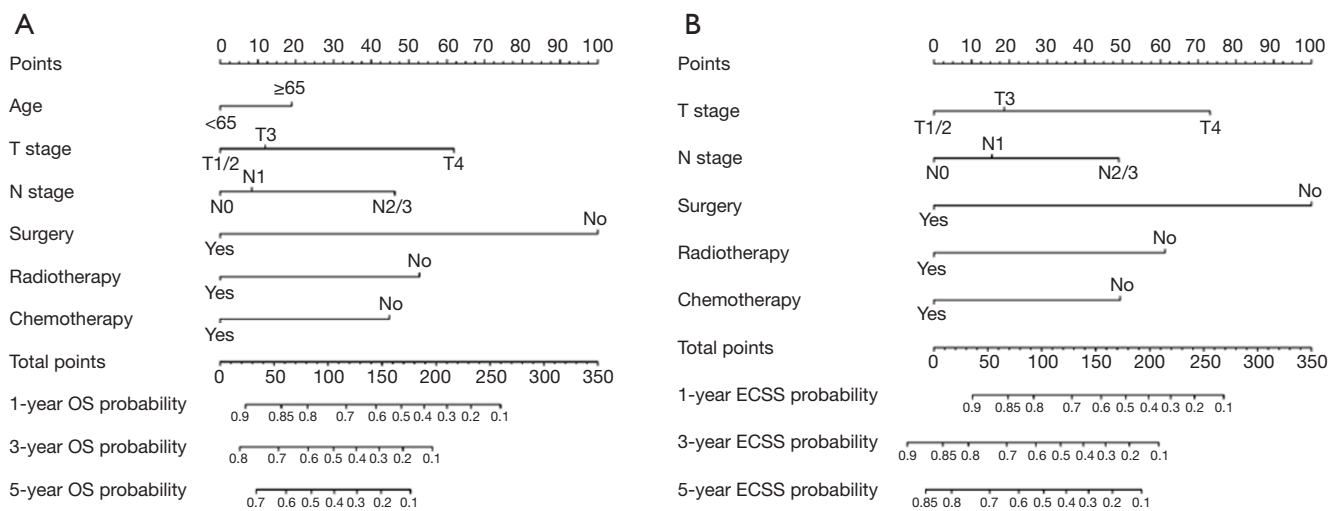 A
0 10 20 30 40 50 60 70 80 90 100
Points
≥65
Age
<65
T3
T stage
T1/2 T4
N1
N stage
N0 N2/3
No
Surgery
Yes
No
Radiotherapy
Yes
No
Chemotherapy
Yes
Total points
0 50 100 150 200 250 300 350
1-year OS probability
0.9 0.85 0.8 0.7 0.6 0.5 0.4 0.3 0.2 0.1
3-year OS probability
0.8 0.7 0.6 0.5 0.4 0.3 0.2 0.1
5-year OS probability
0.7 0.6 0.5 0.4 0.3 0.2 0.1
B
0 10 20 30 40 50 60 70 80 90 100
Points
T3
T stage
T1/2 T4
N1
N stage
N0 N2/3
No
Surgery
Yes
No
Radiotherapy
Yes
No
Chemotherapy
Yes
Total points
0 50 100 150 200 250 300 350
1-year ECSS probability
0.9 0.85 0.8 0.7 0.6 0.5 0.4 0.3 0.2 0.1
3-year ECSS probability
0.9 0.85 0.8 0.7 0.6 0.5 0.4 0.3 0.2 0.1
5-year ECSS probability
0.85 0.8 0.7 0.6 0.5 0.4 0.3 0.2 0.1